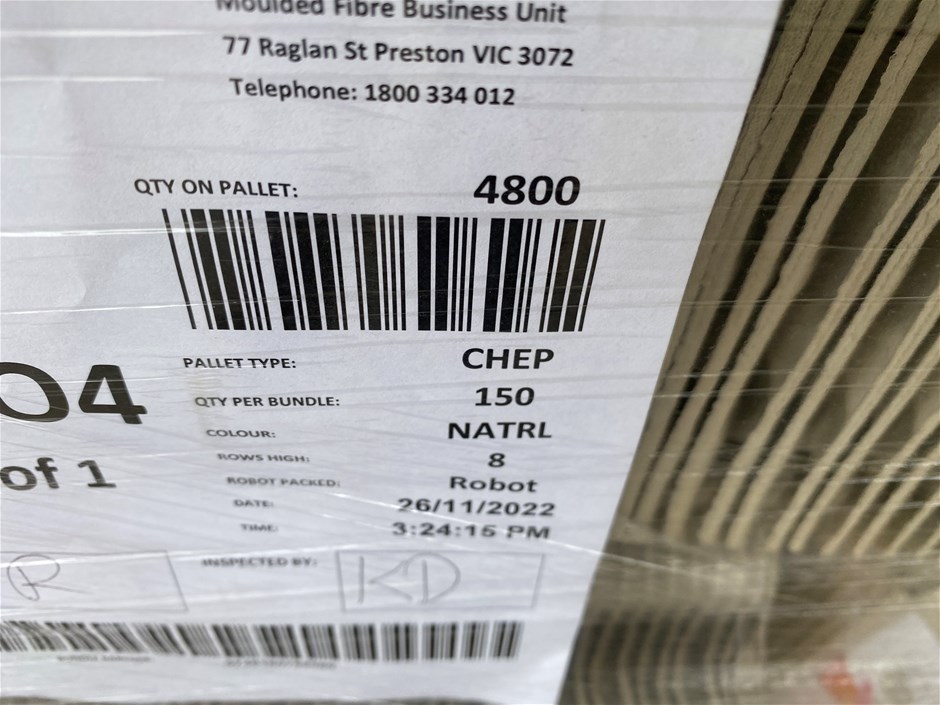 Moulded Fibre Business Unit
77 Raglan St Preston VIC 3072
Telephone: 1800 334 012
QTY ON PALLET: 4800
PALLET TYPE: CHEP
O4
QTY PER BUNDLE: 150
COLOUR: NATRL
ROWS HIGH: 8
of 1
ROBOT PACKED: Robot
DATE: 26/11/2022
TIME: 3:24:15 PM
R INSPECTED BY: KD